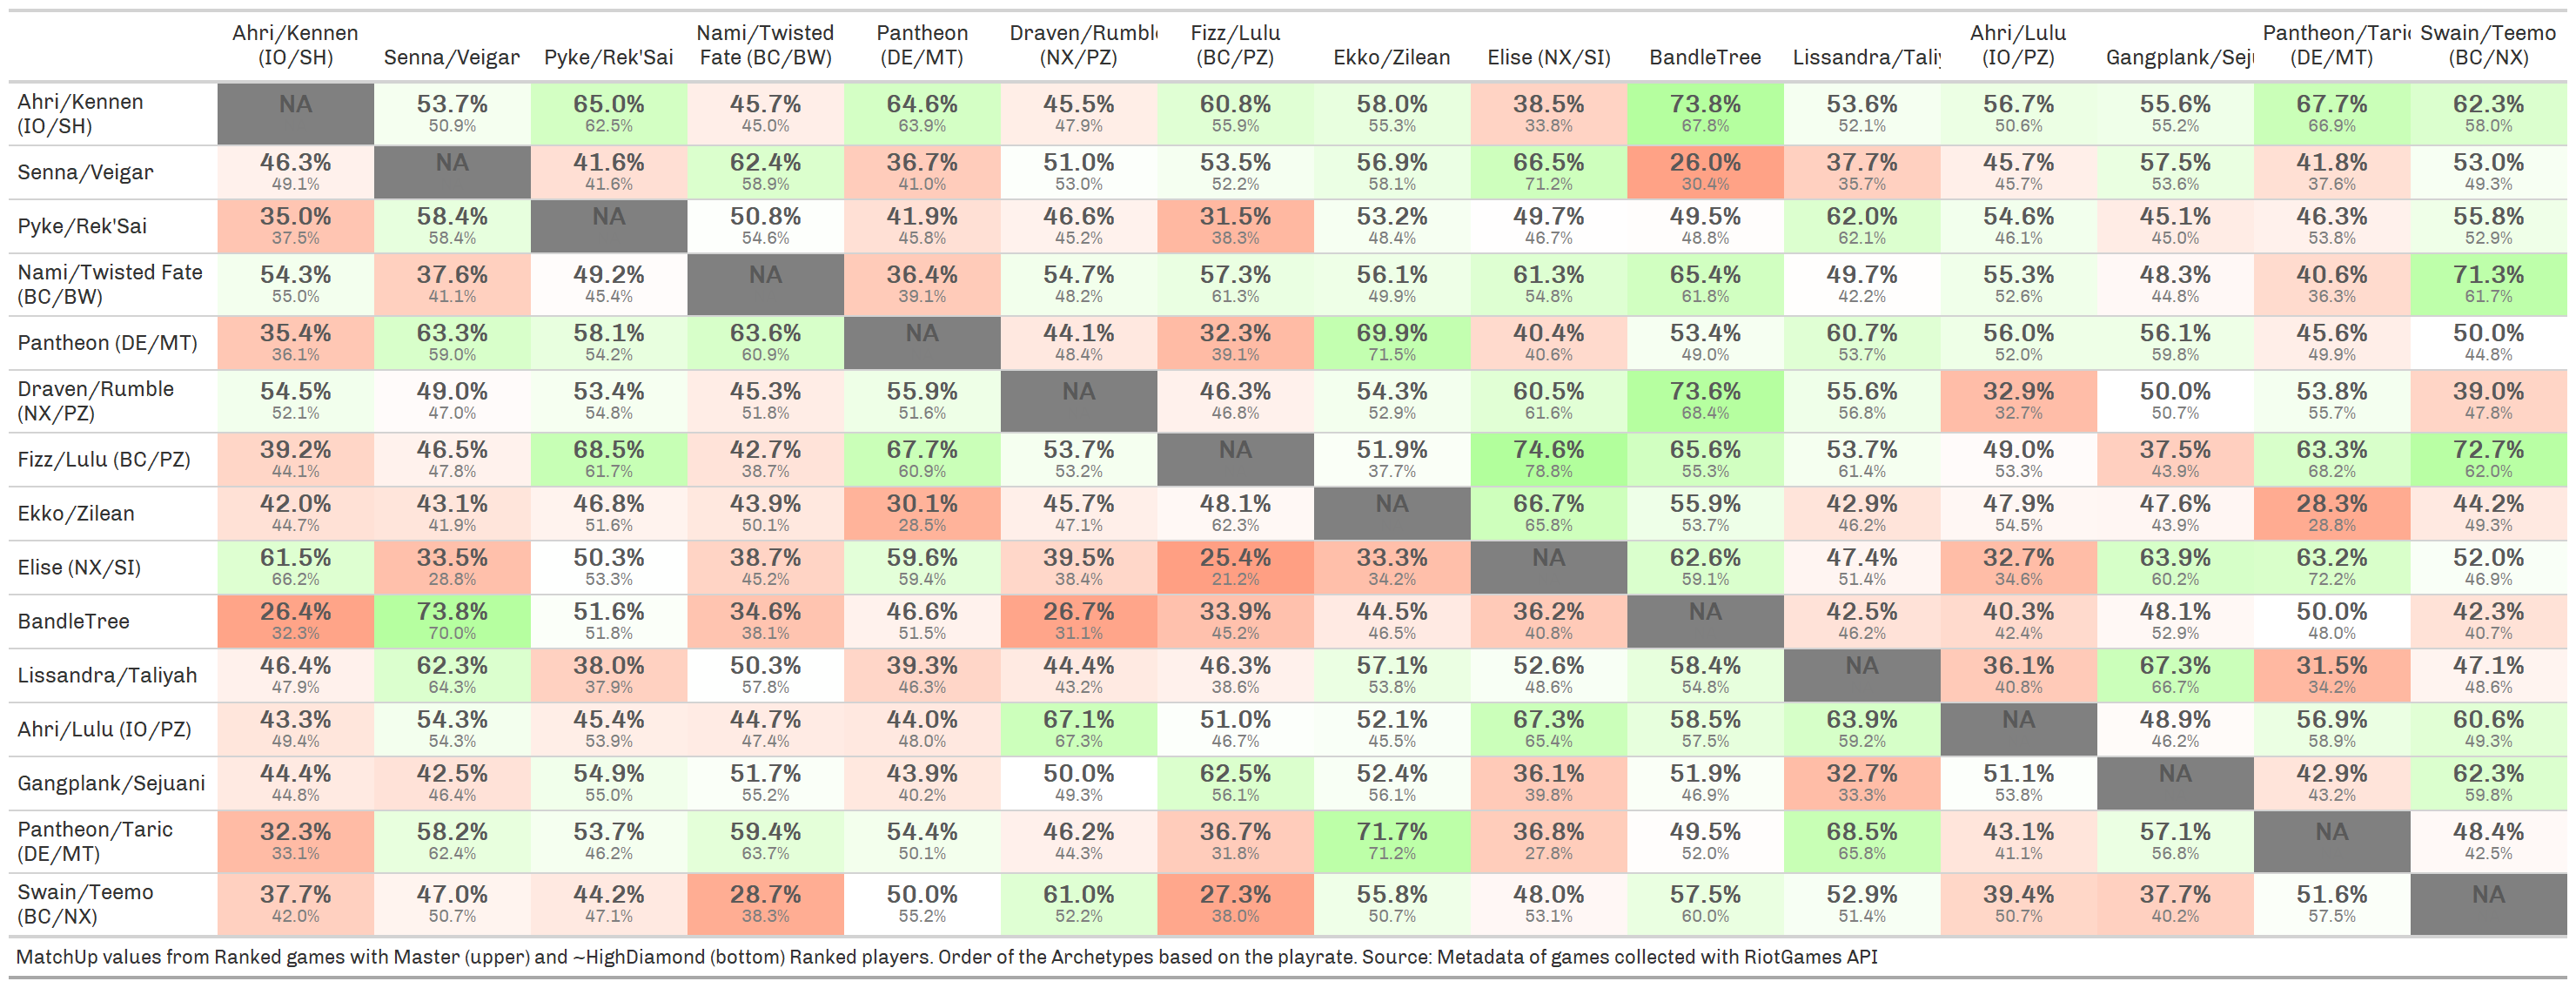 Ahri/Kennen (IO/SH) Senna/Veigar Pyke/Rek'Sai Nami/Twisted Fate (BC/BW) Pantheon (DE/MT) Draven/Rumbl (NX/PZ) Fizz/Lulu (BC/PZ) Ekko/Zilean Elise (NX/SI) BandleTree Lissandra/Taliy Ahri/Lulu (IO/PZ) Gangplank/Sej Pantheon/Taric (DE/MT) Swain/Teemo (BC/NX)
Ahri/Kennen (IO/SH) NA 53.7% 65.0% 45.7% 64.6% 45.5% 60.8% 58.0% 38.5% 73.8% 53.6% 56.7% 55.6% 67.7% 62.3%
50.9% 62.5% 45.0% 63.9% 47.9% 55.9% 55.3% 33.8% 67.8% 52.1% 50.6% 55.2% 66.9% 58.0%
Senna/Veigar 46.3% NA 41.6% 62.4% 36.7% 51.0% 53.5% 56.9% 66.5% 26.0% 37.7% 45.7% 57.5% 41.8% 53.0%
49.1% 41.6% 58.9% 41.0% 53.0% 52.2% 58.1% 71.2% 30.4% 35.7% 45.7% 53.6% 37.6% 49.3%
Pyke/Rek'Sai 35.0% 58.4% NA 50.8% 41.9% 46.6% 31.5% 53.2% 49.7% 49.5% 62.0% 54.6% 45.1% 46.3% 55.8%
37.5% 58.4% 54.6% 45.8% 45.2% 38.3% 48.4% 46.7% 48.8% 62.1% 46.1% 45.0% 53.8% 52.9%
Nami/Twisted Fate (BC/BW) 54.3% 37.6% 49.2% NA 36.4% 54.7% 57.3% 56.1% 61.3% 65.4% 49.7% 55.3% 48.3% 40.6% 71.3%
55.0% 41.1% 45.4% 39.1% 48.2% 61.3% 49.9% 54.8% 61.8% 42.2% 52.6% 44.8% 36.3% 61.7%
Pantheon (DE/MT) 35.4% 63.3% 58.1% 63.6% NA 44.1% 32.3% 69.9% 40.4% 53.4% 60.7% 56.0% 56.1% 45.6% 50.0%
36.1% 59.0% 54.2% 60.9% 48.4% 39.1% 71.5% 40.6% 49.0% 53.7% 52.0% 59.8% 49.9% 44.8%
Draven/Rumble (NX/PZ) 54.5% 49.0% 53.4% 45.3% 55.9% NA 46.3% 54.3% 60.5% 73.6% 55.6% 32.9% 50.0% 53.8% 39.0%
52.1% 47.0% 54.8% 51.8% 51.6% 46.8% 52.9% 61.6% 68.4% 56.8% 32.7% 50.7% 55.7% 47.8%
Fizz/Lulu (BC/PZ) 39.2% 46.5% 68.5% 42.7% 67.7% 53.7% NA 51.9% 74.6% 65.6% 53.7% 49.0% 37.5% 63.3% 72.7%
44.1% 47.8% 61.7% 38.7% 60.9% 53.2% 37.7% 78.8% 55.3% 61.4% 53.3% 43.9% 68.2% 62.0%
Ekko/Zilean 42.0% 43.1% 46.8% 43.9% 30.1% 45.7% 48.1% NA 66.7% 55.9% 42.9% 47.9% 47.6% 28.3% 44.2%
44.7% 41.9% 51.6% 50.1% 28.5% 47.1% 62.3% 65.8% 53.7% 46.2% 54.5% 43.9% 28.8% 49.3%
Elise (NX/SI) 61.5% 33.5% 50.3% 38.7% 59.6% 39.5% 25.4% 33.3% NA 62.6% 47.4% 32.7% 63.9% 63.2% 52.0%
66.2% 28.8% 53.3% 45.2% 59.4% 38.4% 21.2% 34.2% 59.1% 51.4% 34.6% 60.2% 72.2% 46.9%
BandleTree 26.4% 73.8% 51.6% 34.6% 46.6% 26.7% 33.9% 44.5% 36.2% NA 42.5% 40.3% 48.1% 50.0% 42.3%
32.3% 70.0% 51.8% 38.1% 51.5% 31.1% 45.2% 46.5% 40.8% 46.2% 42.4% 52.9% 48.0% 40.7%
Lissandra/Taliyah 46.4% 62.3% 38.0% 50.3% 39.3% 44.4% 46.3% 57.1% 52.6% 58.4% NA 36.1% 67.3% 31.5% 47.1%
47.9% 64.3% 37.9% 57.8% 46.3% 43.2% 38.6% 53.8% 48.6% 54.8% 40.8% 66.7% 34.2% 48.6%
Ahri/Lulu (IO/PZ) 43.3% 54.3% 45.4% 44.7% 44.0% 67.1% 51.0% 52.1% 67.3% 58.5% 63.9% NA 48.9% 56.9% 60.6%
49.4% 54.3% 53.9% 47.4% 48.0% 67.3% 46.7% 45.5% 65.4% 57.5% 59.2% 46.2% 58.9% 49.3%
Gangplank/Sejuani 44.4% 42.5% 54.9% 51.7% 43.9% 50.0% 62.5% 52.4% 36.1% 51.9% 32.7% 51.1% NA 42.9% 62.3%
44.8% 46.4% 55.0% 55.2% 40.2% 49.3% 56.1% 56.1% 39.8% 46.9% 33.3% 53.8% 43.2% 59.8%
Pantheon/Taric (DE/MT) 32.3% 58.2% 53.7% 59.4% 54.4% 46.2% 36.7% 71.7% 36.8% 49.5% 68.5% 43.1% 57.1% NA 48.4%
33.1% 62.4% 46.2% 63.7% 50.1% 44.3% 31.8% 71.2% 27.8% 52.0% 65.8% 41.1% 56.8% 42.5%
Swain/Teemo (BC/NX) 37.7% 47.0% 44.2% 28.7% 50.0% 61.0% 27.3% 55.8% 48.0% 57.5% 52.9% 39.4% 37.7% 51.6% NA
42.0% 50.7% 47.1% 38.3% 55.2% 52.2% 38.0% 50.7% 53.1% 60.0% 51.4% 50.7% 40.2% 57.5%
MatchUp values from Ranked games with Master (upper) and ~HighDiamond (bottom) Ranked players. Order of the Archetypes based on the playrate. Source: Metadata of games collected with RiotGames API